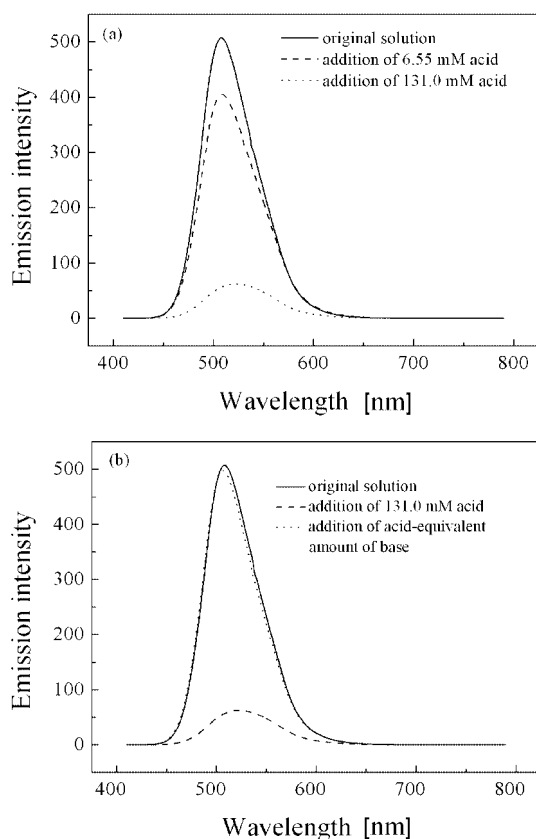 (a)
original solution
addition of 6.55 mM acid
addition of 131.0 mM acid
500
400
300
200
100
0
Emission intensity
400 500 600 700 800
Wavelength [nm]
(b)
original solution
addition of 131.0 mM acid
addition of acid-equivalent
amount of base
500
400
300
200
100
0
Emission intensity
400 500 600 700 800
Wavelength [nm]